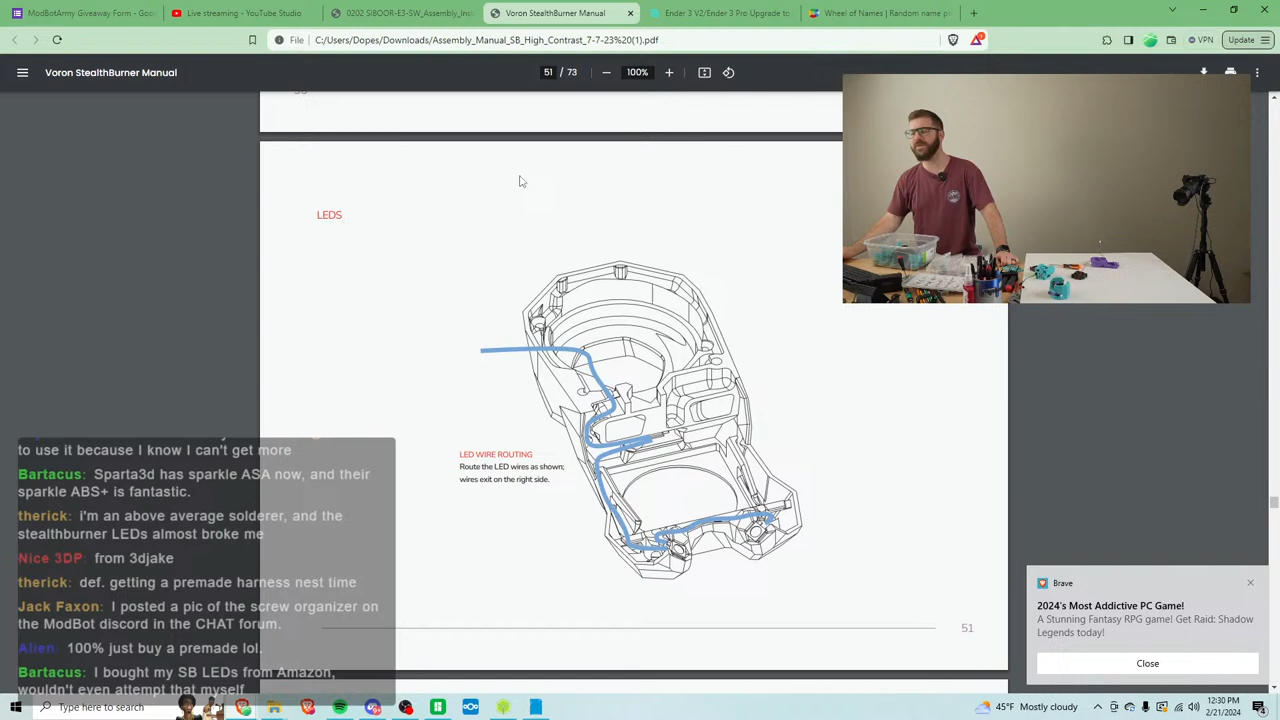 ModBotArmy Giveaway Form - Goo
Live streaming - YouTube Studio
0202 SIBOOR-E3-SW_Assembly_Inst
Voron StealthBurner Manual
Ender 3 V2/Ender 3 Pro Upgrade to
Wheel of Names | Random name pi
File
C:/Users/Dopes/Downloads/Assembly_Manual_SB_High_Contrast_7-7-23%20(1).pdf
VPN
Update
Voron StealthBurner Manual
51 / 73
100%
LEDS
LED WIRE ROUTING
Route the LED wires as shown;
wires exit on the right side.
to use it because I know I can't get more
Bartacus: Sparta3d has sparkle ASA now, and their
sparkle ABS+ is fantastic.
therick: i'm an above average solderer, and the
stealthburner LEDs almost broke me
Nice 3DP: from 3djake
therick: def. getting a premade harness nest time
Jack Faxon: I posted a pic of the screw organizer on
the ModBot discord in the CHAT forum.
Alien: 100% just buy a premade lol.
Bartacus: I bought my SB LEDs from Amazon,
wouldn't even attempt that myself
51
Brave
2024's Most Addictive PC Game!
A Stunning Fantasy RPG game! Get Raid: Shadow
Legends today!
Close
Type here to search
45°F Mostly cloudy
12:30 PM
2/21/2024
4